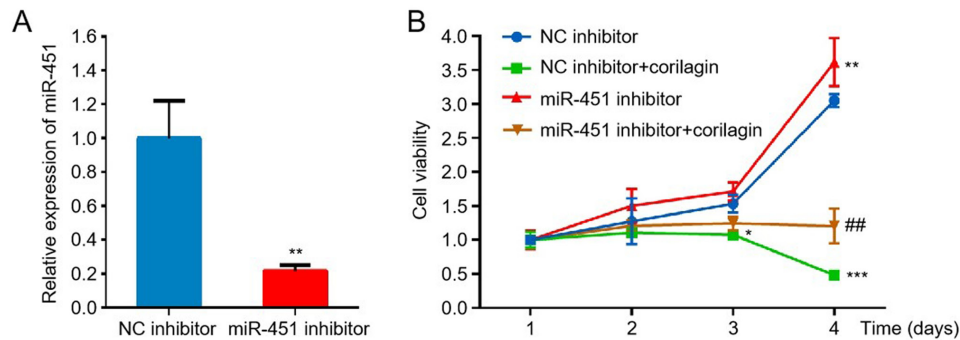 A
Relative expression of miR-451
1.6
1.4
1.2
1.0
0.8
0.6
0.4
0.2
0.0
**
NC inhibitor
miR-451 inhibitor
B
Cell viability
4.0
3.5
3.0
2.5
2.0
1.5
1.0
0.5
0.0
NC inhibitor
NC inhibitor+corilagin
miR-451 inhibitor
miR-451 inhibitor+corilagin
**
##
*
***
1 2 3 4 Time (days)